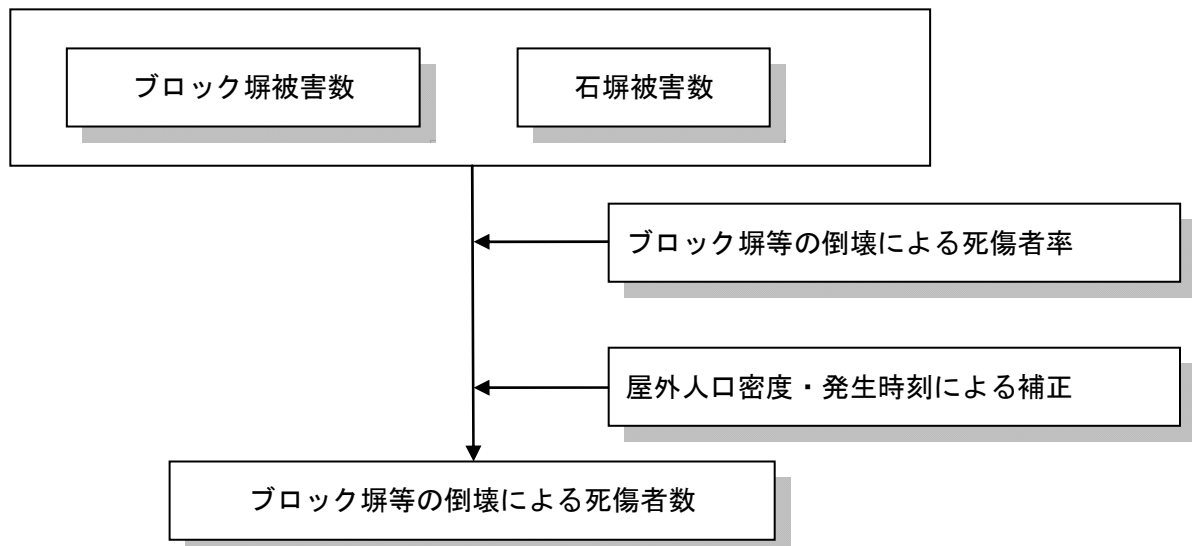 ブロック塀被害数
石塀被害数
ブロック塀等の倒壊による死傷者率
屋外人口密度・発生時刻による補正
ブロック塀等の倒壊による死傷者数